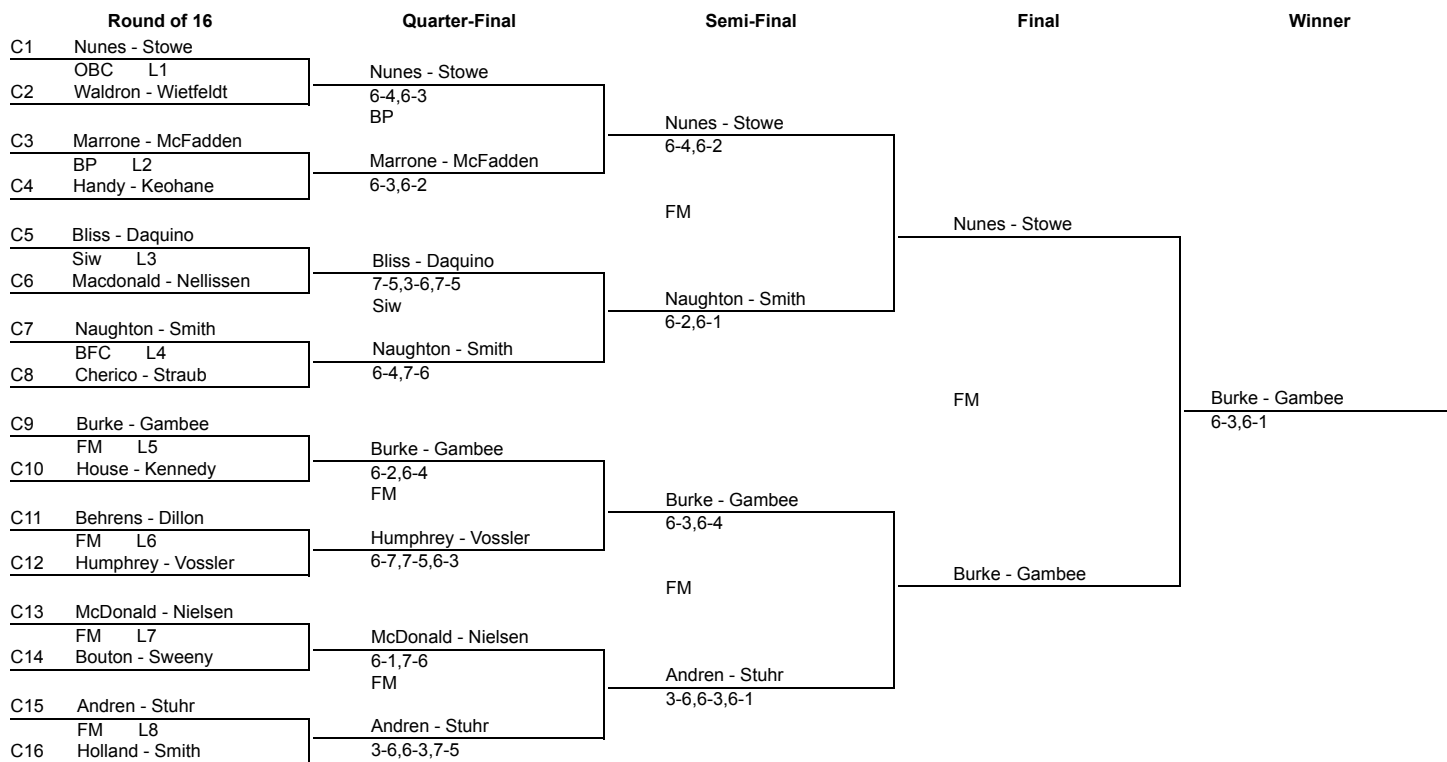 Round of 16 Quarter-Final Semi-Final Final Winner
C1 Nunes - Stowe
OBC L1
C2 Waldron - Wietfeldt
C3 Marrone - McFadden
BP L2
C4 Handy - Keohane
C5 Bliss - Daquino
Siw L3
C6 Macdonald - Nellissen
C7 Naughton - Smith
BFC L4
C8 Cherico - Straub
C9 Burke - Gambee
FM L5
C10 House - Kennedy
C11 Behrens - Dillon
FM L6
C12 Humphrey - Vossler
C13 McDonald - Nielsen
FM L7
C14 Bouton - Sweeny
C15 Andren - Stuhr
FM L8
C16 Holland - Smith
Nunes - Stowe
6-4,6-3
BP
Marrone - McFadden
6-3,6-2
Bliss - Daquino
7-5,3-6,7-5
Siw
Naughton - Smith
6-4,7-6
Burke - Gambee
6-2,6-4
FM
Humphrey - Vossler
6-7,7-5,6-3
McDonald - Nielsen
6-1,7-6
FM
Andren - Stuhr
3-6,6-3,7-5
Nunes - Stowe
6-4,6-2
FM
Naughton - Smith
6-2,6-1
Burke - Gambee
6-3,6-4
FM
Andren - Stuhr
3-6,6-3,6-1
Nunes - Stowe
FM
Burke - Gambee
Burke - Gambee
6-3,6-1